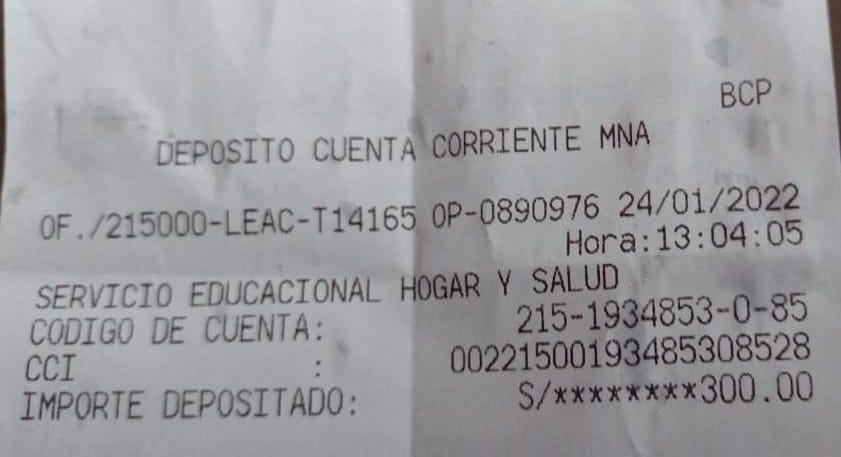 BCP
DEPOSITO CUENTA CORRIENTE MNA
OF./215000-LEAC-T14165 OP-0890976 24/01/2022
Hora:13:04:05
SERVICIO EDUCACIONAL HOGAR Y SALUD
CODIGO DE CUENTA: 215-1934853-0-85
CCI : 00221500193485308528
IMPORTE DEPOSITADO: S/********300.00